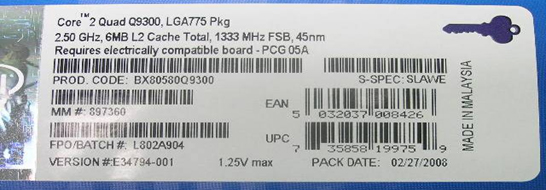 Core™2 Quad Q9300, LGA775 Pkg
2.50 GHz, 6MB L2 Cache Total, 1333 MHz FSB, 45nm
Requires electrically compatible board - PCG 05A
PROD. CODE: BX80580Q9300
S-SPEC: SLAWE
MM #: 897360
EAN
5 032037 008426
FPO/BATCH #: L802A904
UPC
7 35858 19975 9
VERSION #:E34794-001
1.25V max
PACK DATE: 02/27/2008
MADE IN MALAYSIA